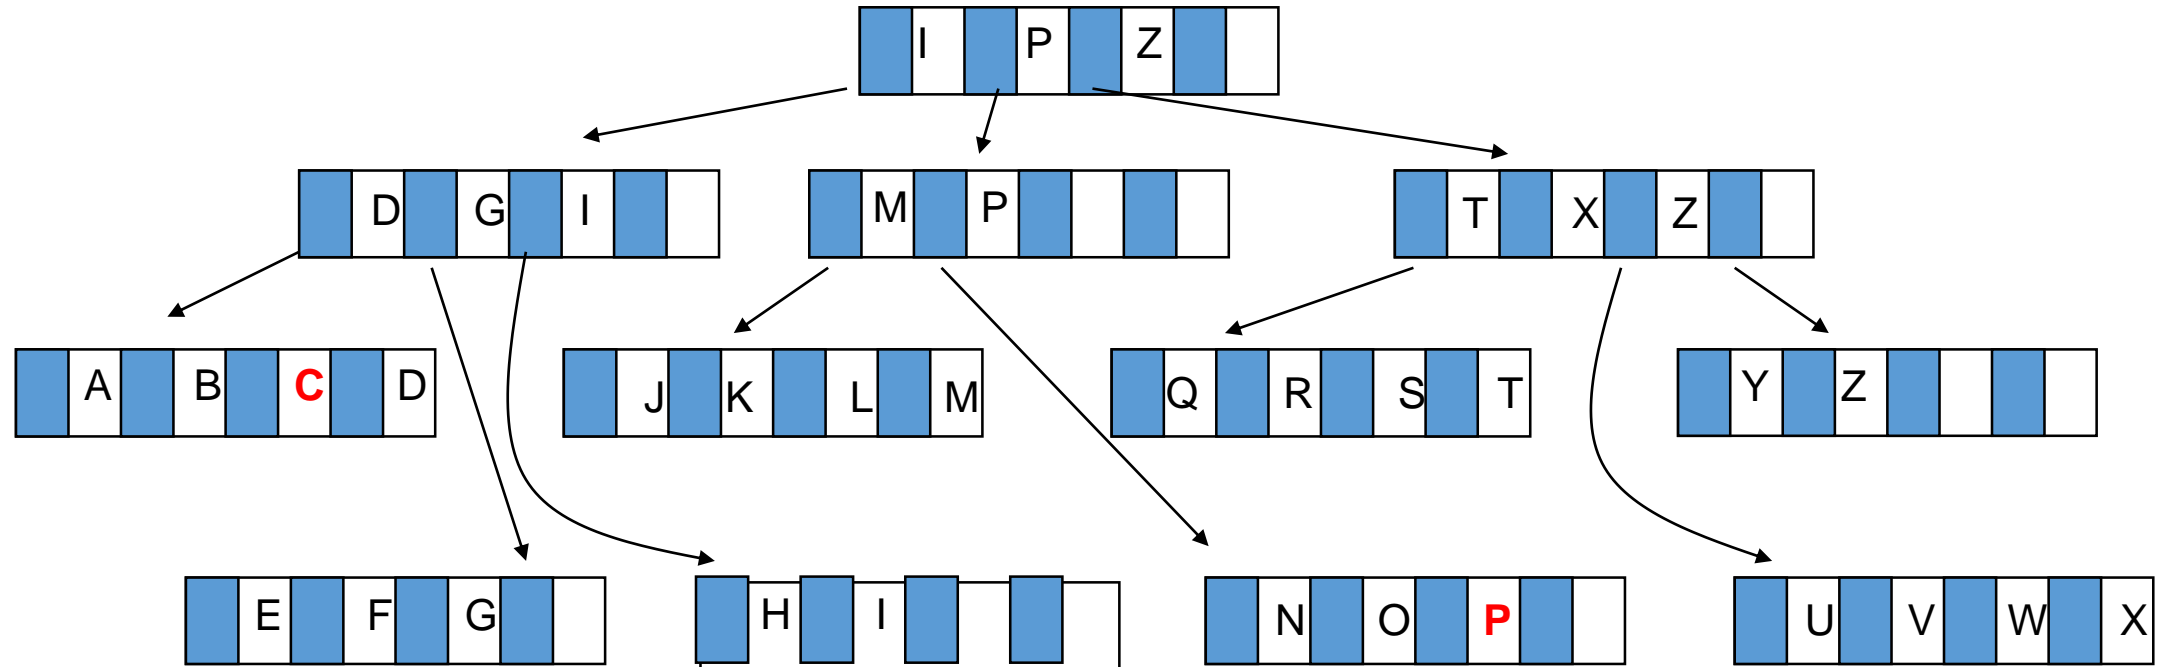 I P Z
D G I
M P
T X Z
A B C D
J K L M
Q R S T
Y Z
E F G
H I
N O P
U V W X